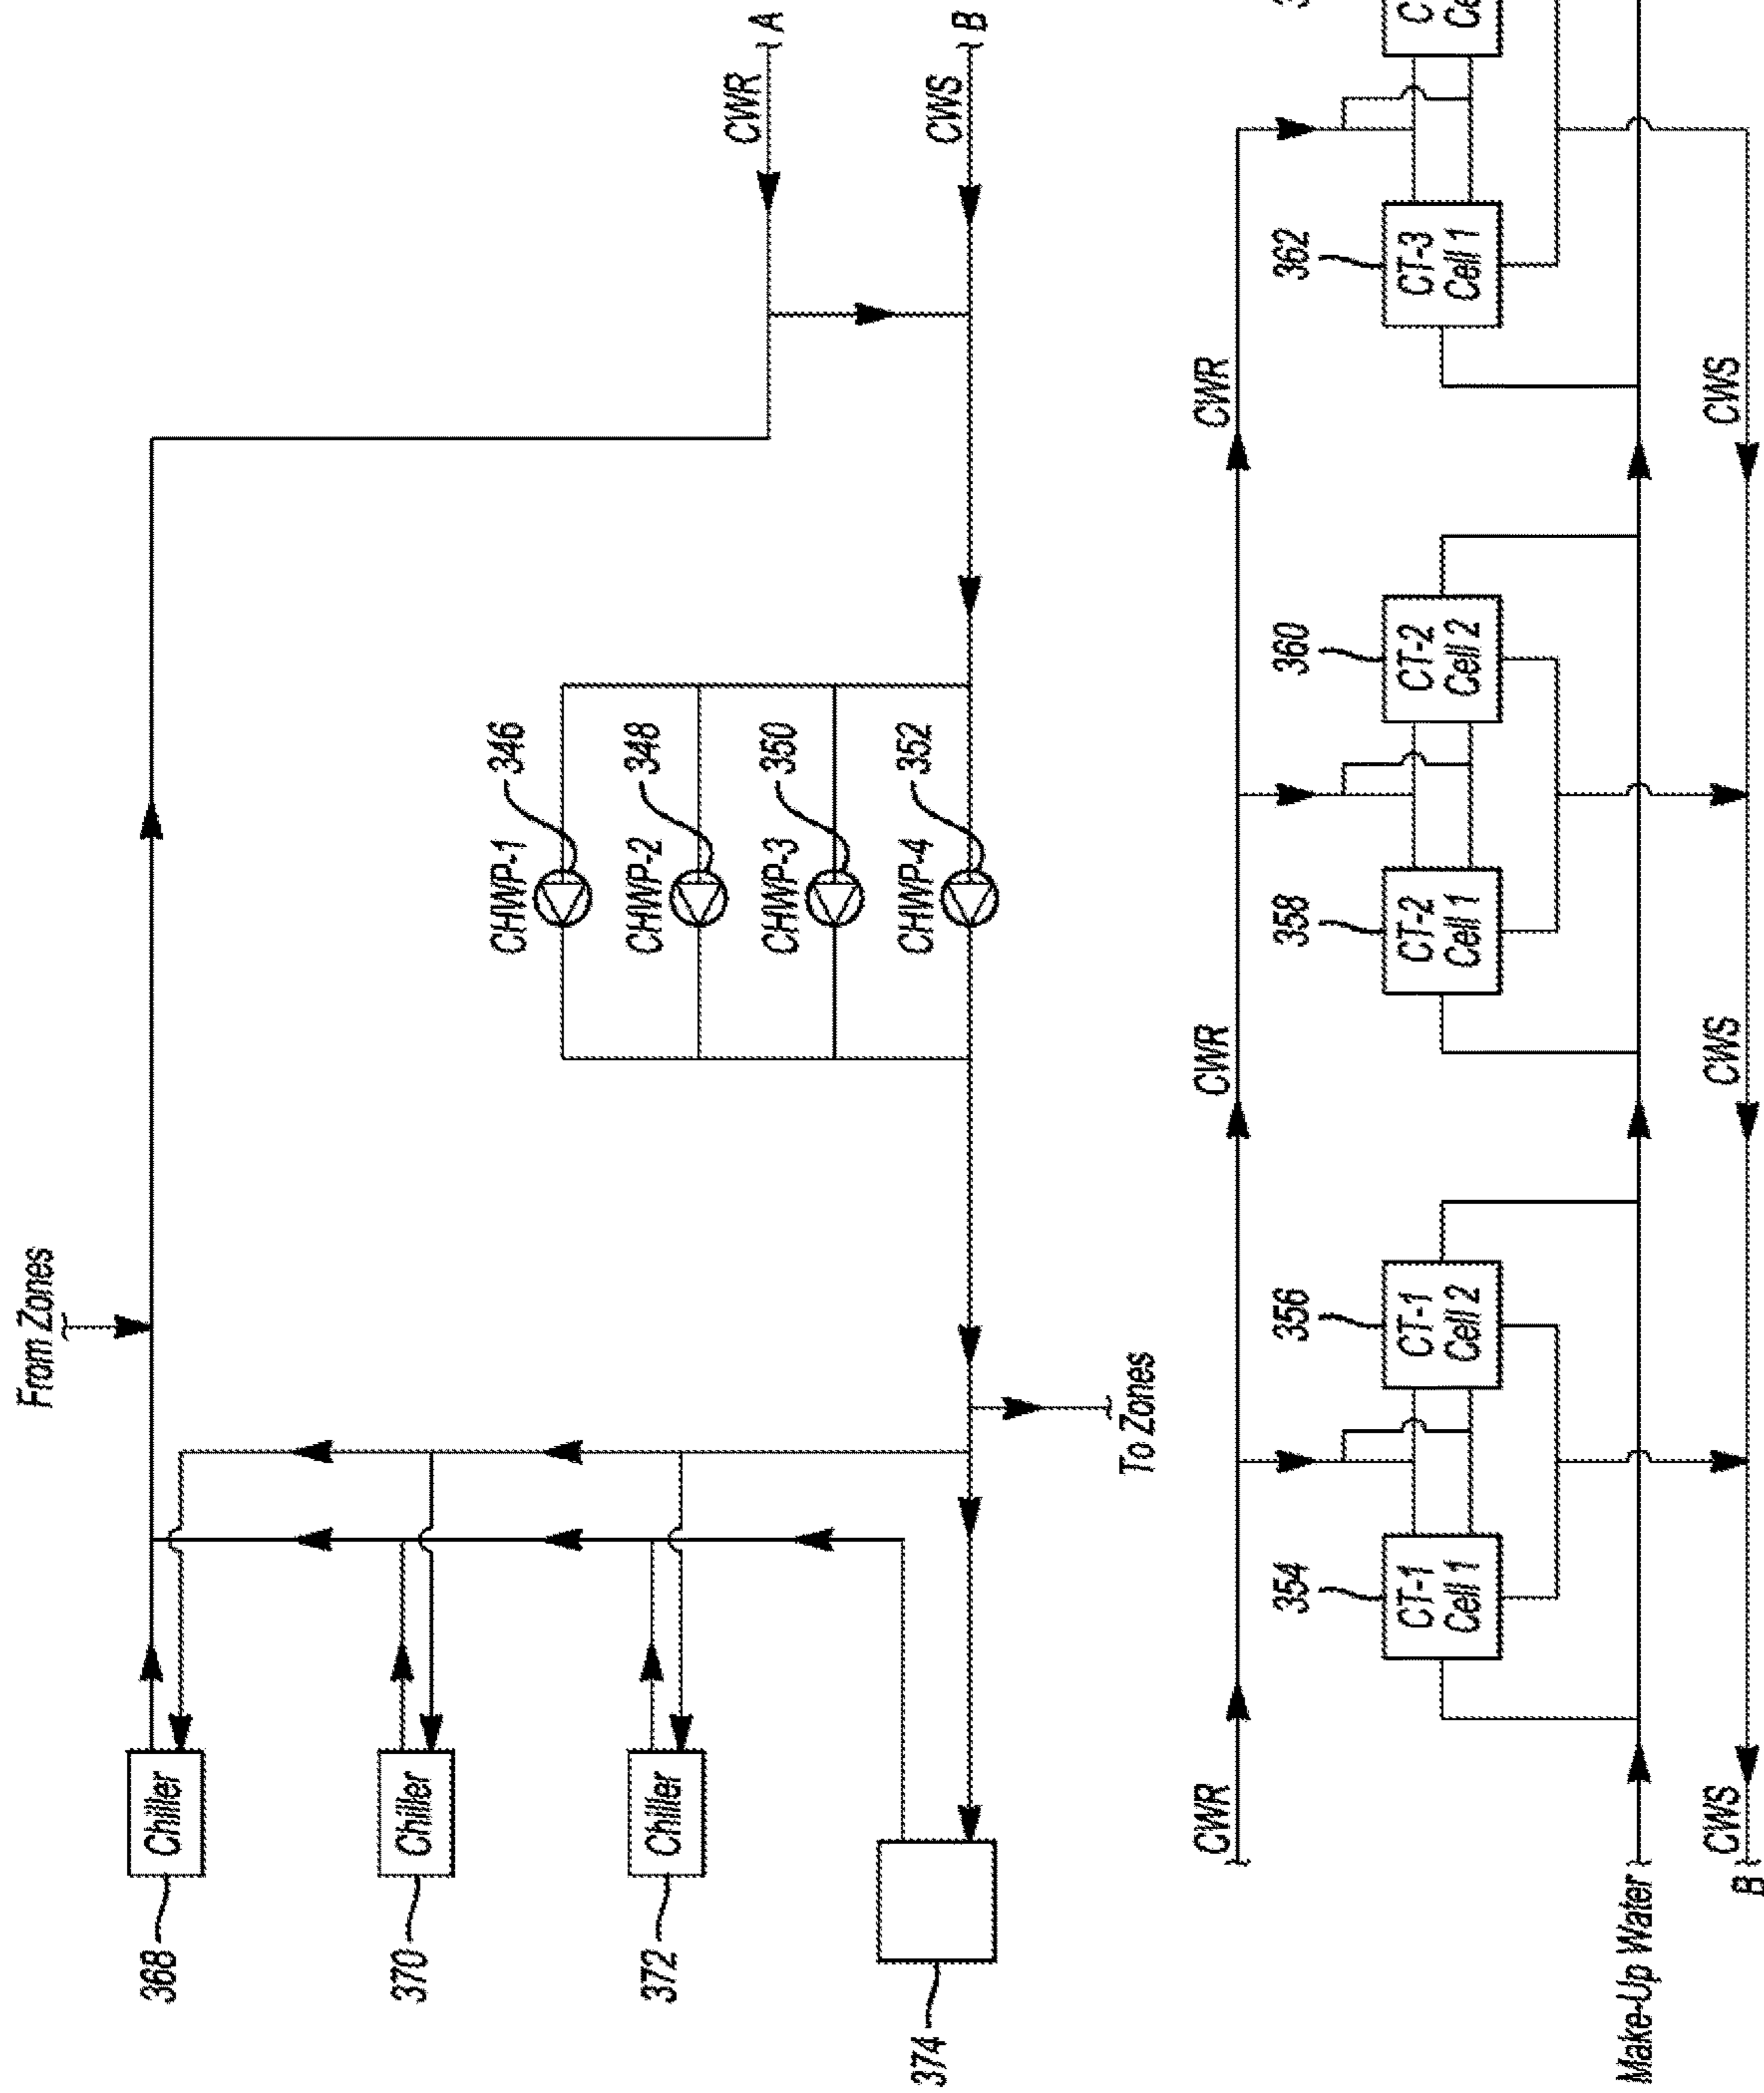 From Zones
368
Chiller
370
Chiller
372
Chiller
374
To Zones
CHWP-1
346
CHWP-2
348
CHWP-3
350
CHWP-4
352
CWR
A
CWS
B
CWR
CWR
CWR
354
CT-1
Cell 1
356
CT-1
Cell 2
358
CT-2
Cell 1
360
CT-2
Cell 2
362
CT-3
Cell 1
Make-Up Water
B
CWS
CWS
CWS